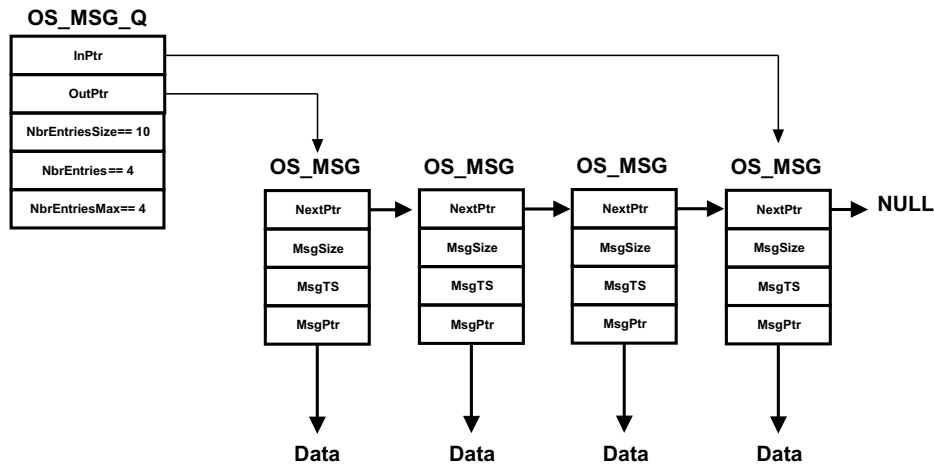 OS_MSG_Q
InPtr
OutPtr
NbrEntriesSize== 10
NbrEntries== 4
NbrEntriesMax== 4
OS_MSG OS_MSG OS_MSG OS_MSG
NextPtr NextPtr NextPtr NextPtr NULL
MsgSize MsgSize MsgSize MsgSize
MsgTS MsgTS MsgTS MsgTS
MsgPtr MsgPtr MsgPtr MsgPtr
Data Data Data Data